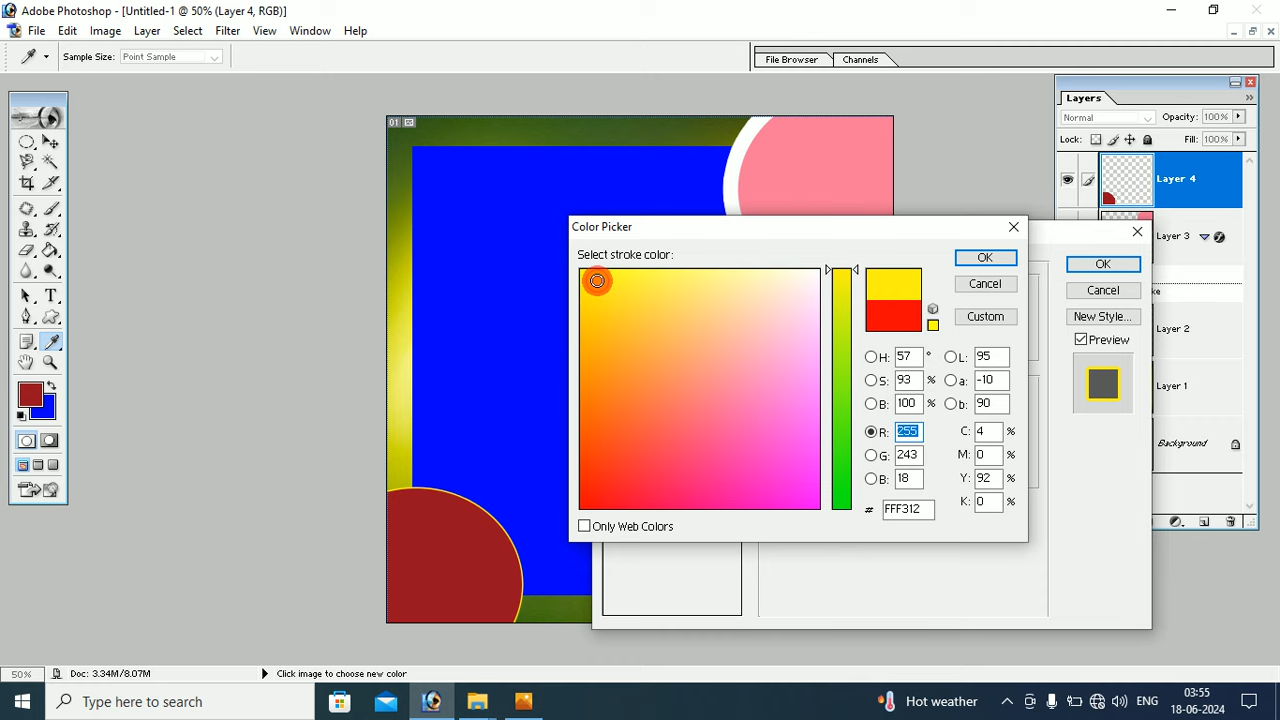 Adobe Photoshop - [Untitled-1 @ 50% (Layer 4, RGB)]
File Edit Image Layer Select Filter View Window Help
Sample Size: Point Sample
File Browser Channels
Layers
Normal Opacity: 100%
Lock: Fill: 100%
Layer 4
Layer 3
Layer 2
Layer 1
Background
01
Color Picker
Select stroke color:
OK
Cancel
Custom
H: 57 ° L: 95
S: 93 % a: -10
B: 100 % b: 90
R: 255 C: 4 %
G: 243 M: 0 %
B: 18 Y: 92 %
# FFF312 K: 0 %
Only Web Colors
OK
Cancel
New Style...
Preview
50% Doc: 3.34M/8.07M Click image to choose new color
Type here to search
Hot weather
ENG
03:55
18-06-2024